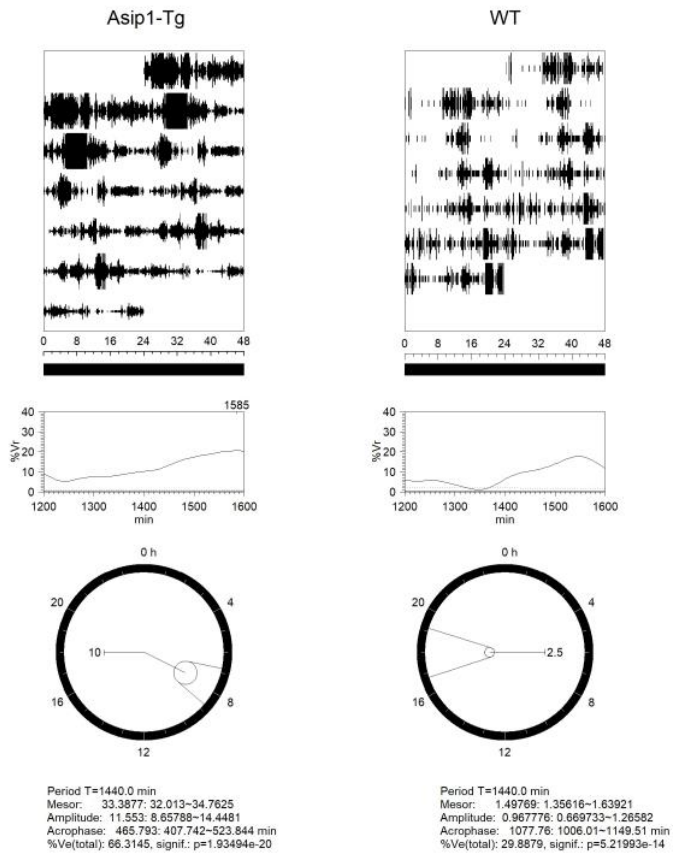 Asip1-Tg
WT
0 8 16 24 32 40 48
0 8 16 24 32 40 48
1585
40
30
20
10
0
%Vr
1200 1300 1400 1500 1600
min
40
30
20
10
0
%Vr
1200 1300 1400 1500 1600
min
0 h
20
4
10
16
8
12
0 h
20
4
2.5
16
8
12
Period T=1440.0 min
Mesor: 33.3877: 32.013~34.7625
Amplitude: 11.553: 8.65788~14.4481
Acrophase: 465.793: 407.742~523.844 min
%Ve(total): 66.3145, signif.: p=1.93494e-20
Period T=1440.0 min
Mesor: 1.49769: 1.35616~1.63921
Amplitude: 0.967776: 0.669733~1.26582
Acrophase: 1077.76: 1006.01~1149.51 min
%Ve(total): 29.8879, signif.: p=5.21993e-14